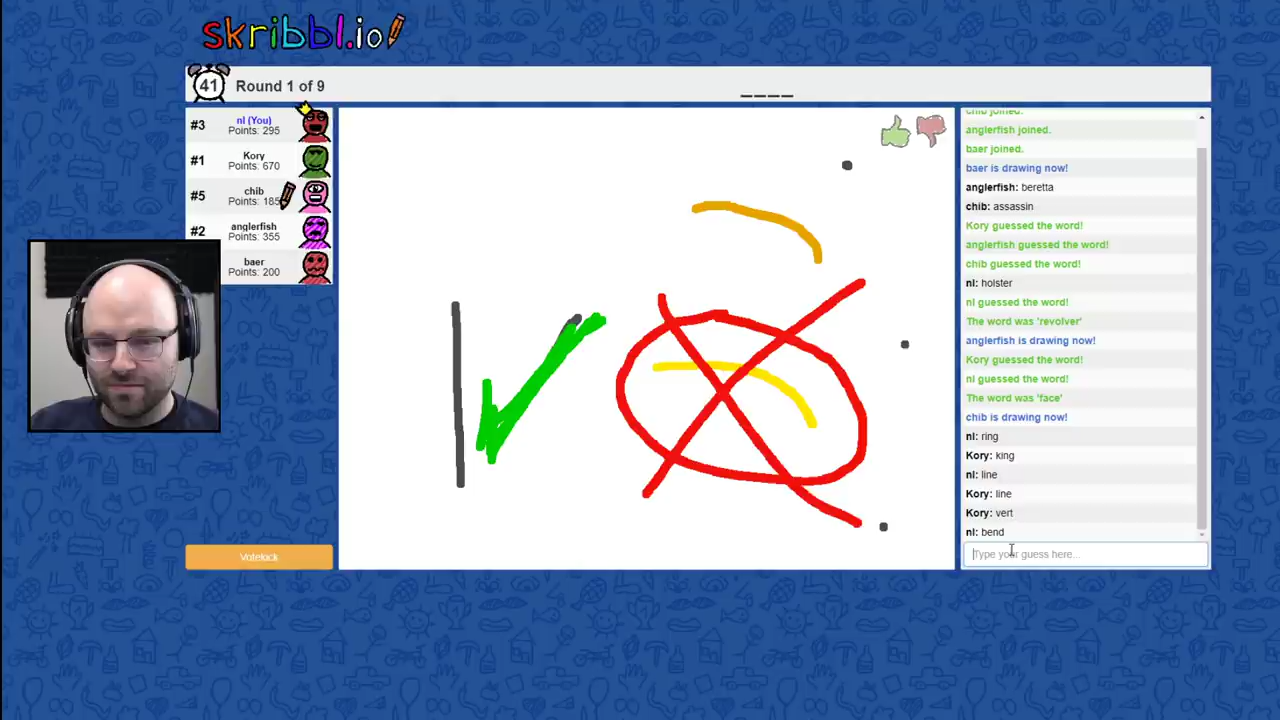 skribbl.io
41
Round 1 of 9
_ _ _ _
#3
nl (You)
Points: 295
#1
Kory
Points: 670
#5
chib
Points: 185
#2
anglerfish
Points: 355
baer
Points: 200
Votekick
chib joined.
anglerfish joined.
baer joined.
baer is drawing now!
anglerfish: beretta
chib: assassin
Kory guessed the word!
anglerfish guessed the word!
chib guessed the word!
nl: holster
nl guessed the word!
The word was 'revolver'
anglerfish is drawing now!
Kory guessed the word!
nl guessed the word!
The word was 'face'
chib is drawing now!
nl: ring
Kory: king
nl: line
Kory: line
Kory: vert
nl: bend
Type your guess here...